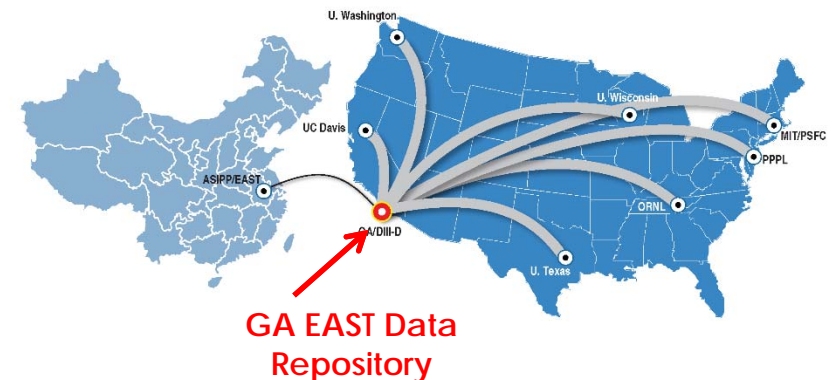 U. Washington
U. Wisconsin
UC Davis
MIT/PSFC
PPPL
ASIPP/EAST
ORNL
GA/DIII-D
U. Texas
GA EAST Data
Repository